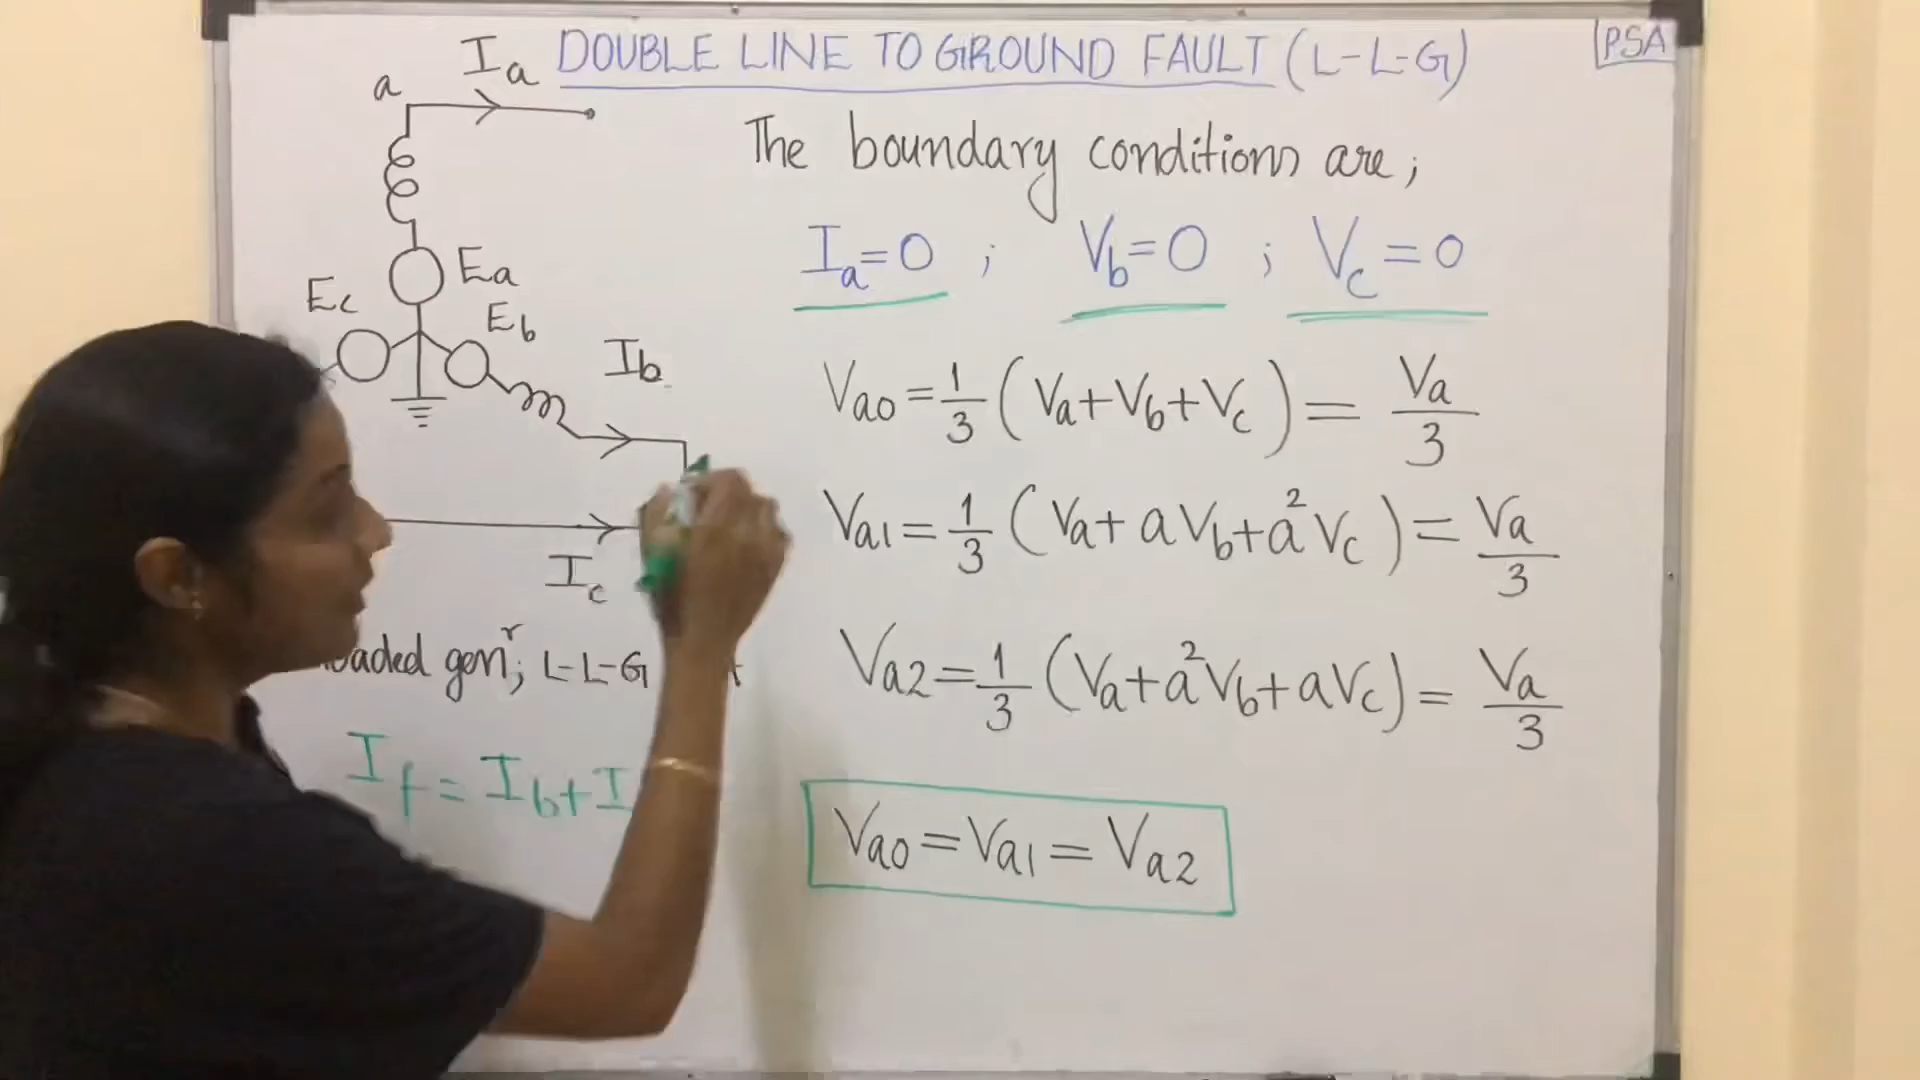 DOUBLE LINE TO GROUND FAULT (L-L-G)
PSA
Ia
a
Ea
Ec
Eb
Ib
Ic
loaded genʳ; L-L-G
If = Ib+I
The boundary conditions are;
Ia=0 ; Vb=0 ; Vc=0
Va0 = 1/3 (Va+Vb+Vc) = Va/3
Va1 = 1/3 (Va+aVb+a²Vc) = Va/3
Va2 = 1/3 (Va+a²Vb+aVc) = Va/3
Va0 = Va1 = Va2